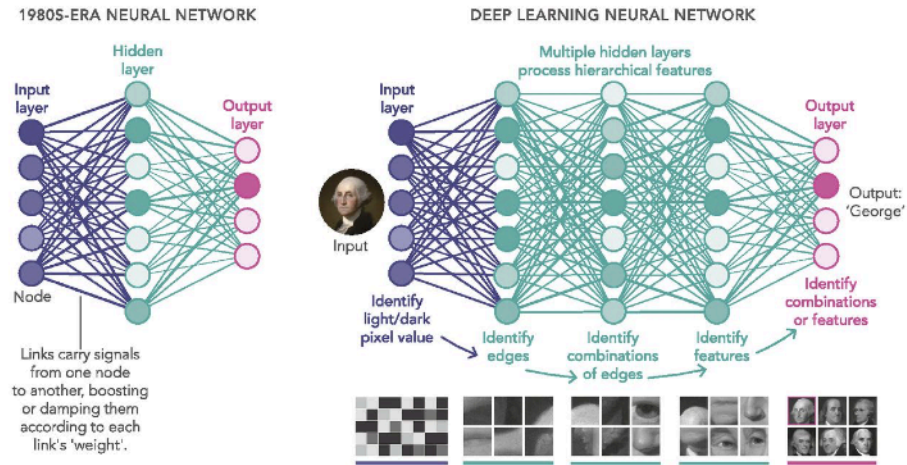 1980S-ERA NEURAL NETWORK
Hidden
layer
Input
layer
Output
layer
Node
Links carry signals
from one node
to another, boosting
or damping them
according to each
link's 'weight'.
DEEP LEARNING NEURAL NETWORK
Multiple hidden layers
process hierarchical features
Input
layer
Output
layer
Input
Output:
'George'
Identify
light/dark
pixel value
Identify
edges
Identify
combinations
of edges
Identify
features
Identify
combinations
or features